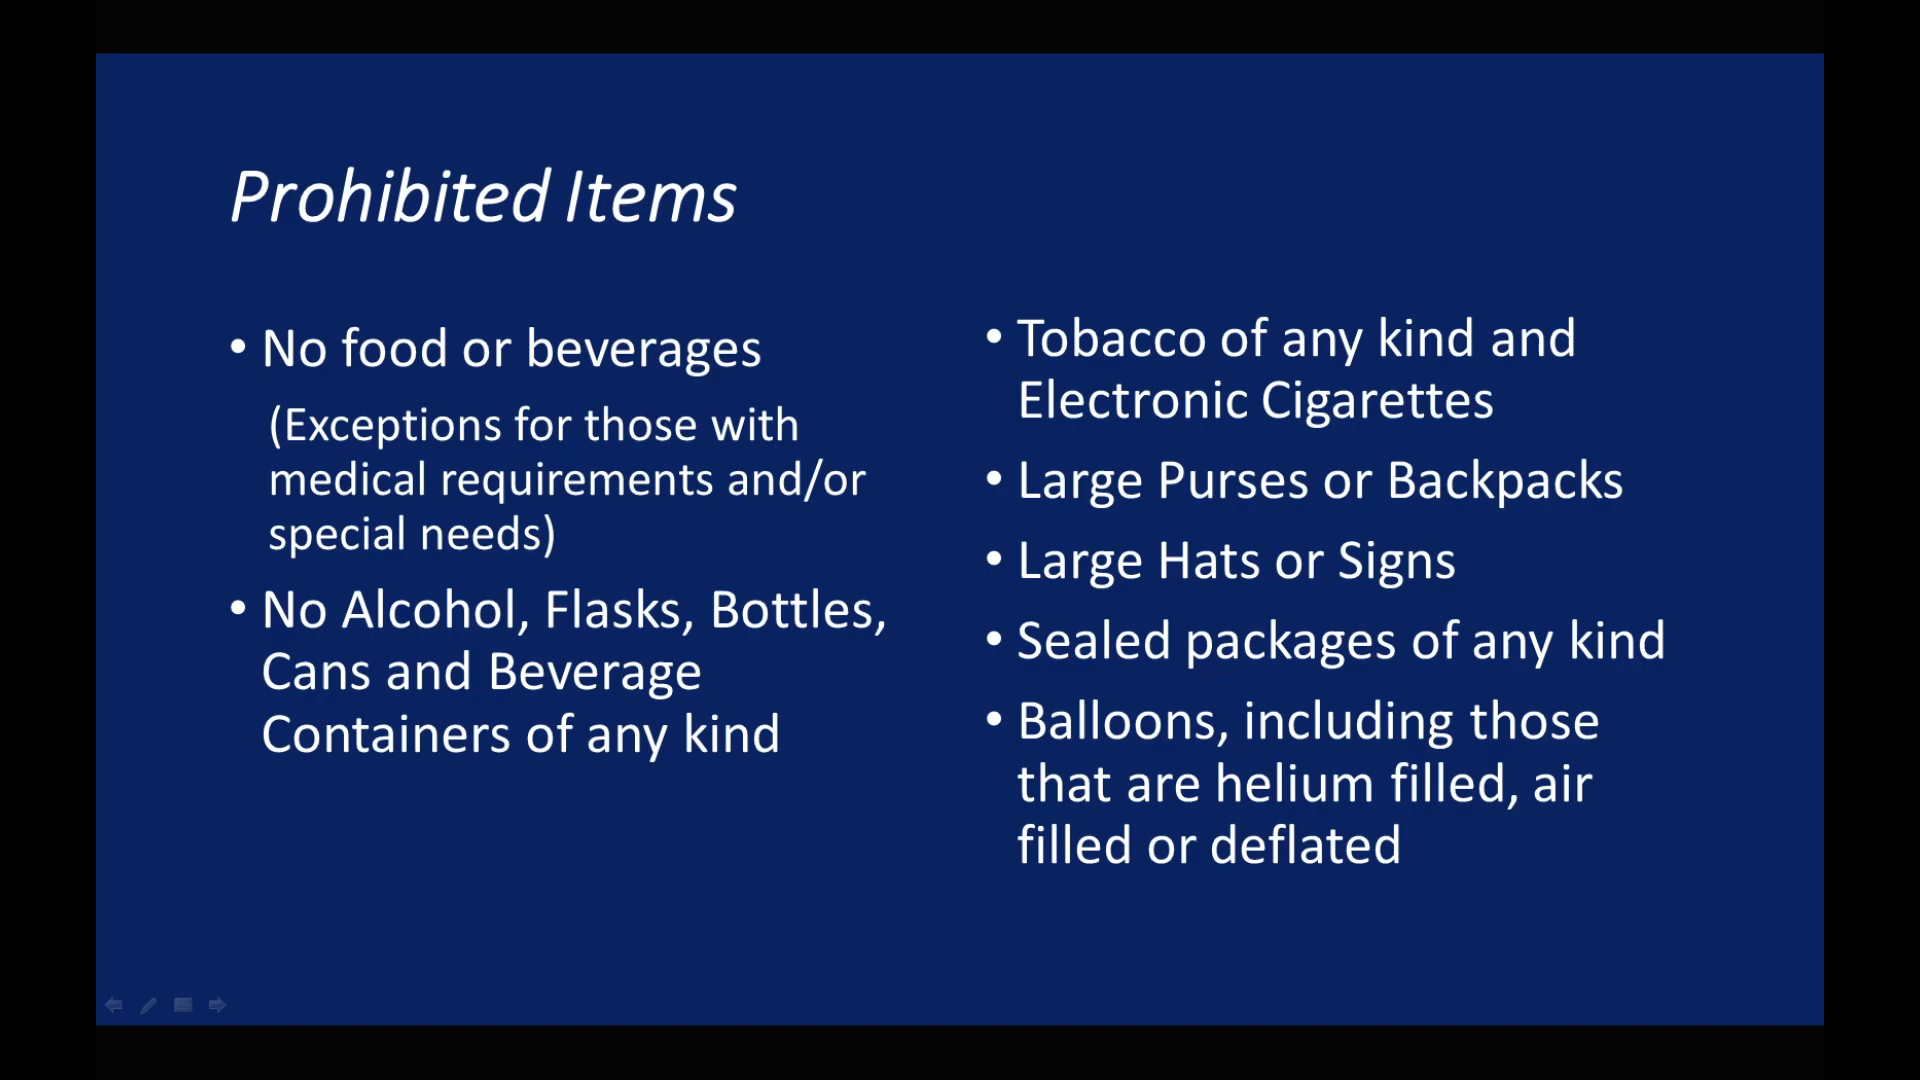 Prohibited Items
• No food or beverages
(Exceptions for those with
medical requirements and/or
special needs)
• No Alcohol, Flasks, Bottles,
Cans and Beverage
Containers of any kind
• Tobacco of any kind and
Electronic Cigarettes
• Large Purses or Backpacks
• Large Hats or Signs
• Sealed packages of any kind
• Balloons, including those
that are helium filled, air
filled or deflated